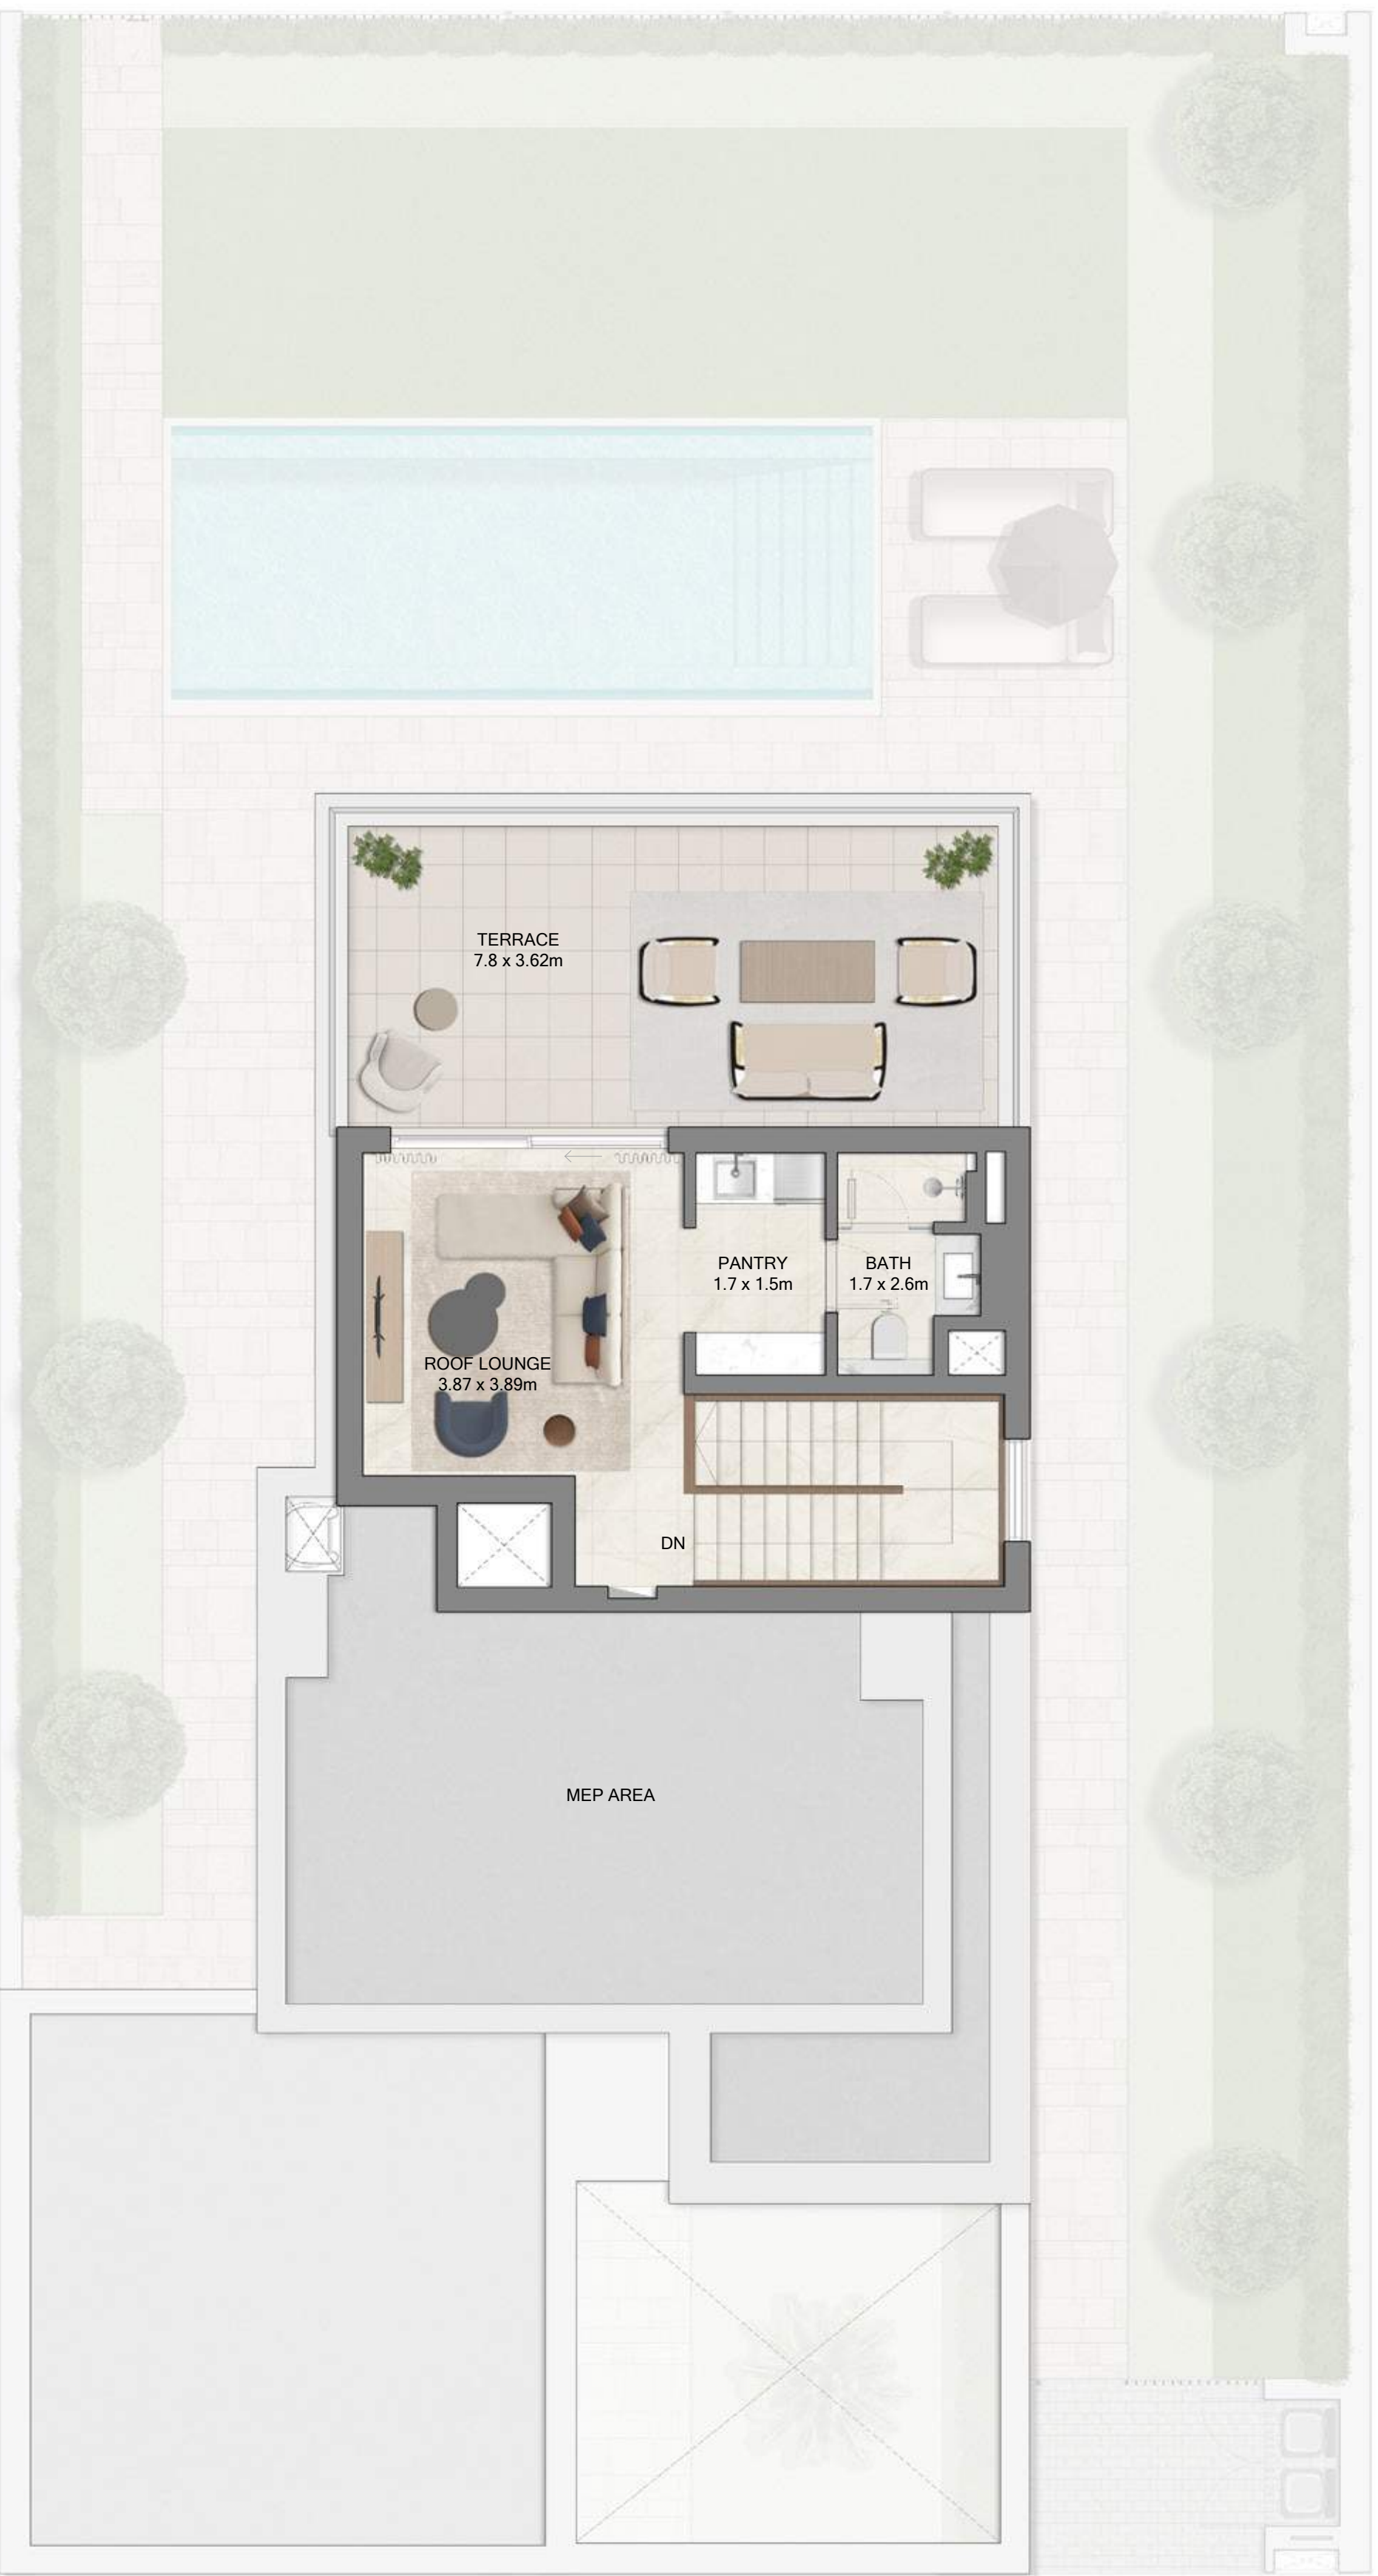 TERRACE
7.8 x 3.62m
PANTRY
1.7 x 1.5m
BATH
1.7 x 2.6m
ROOF LOUNGE
3.87 x 3.89m
DN
MEP AREA